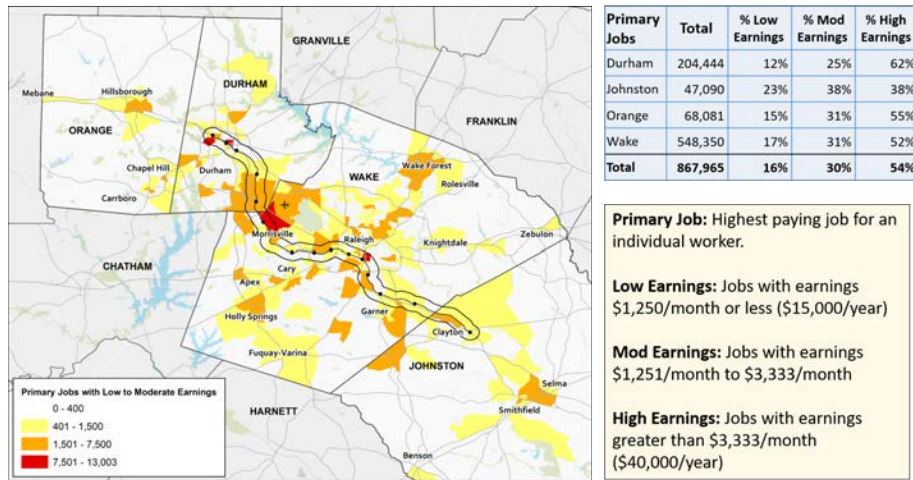 GRANVILLE
DURHAM
Mebane
Hillsborough
ORANGE
FRANKLIN
Chapel Hill
Durham
WAKE
Wake Forest
Rolesville
Carrboro
Morrisville
Raleigh
Knightdale
Zebulon
CHATHAM
Cary
Apex
Garner
Holly Springs
Clayton
Fuquay-Varina
JOHNSTON
Selma
HARNETT
Smithfield
Benson
Primary Jobs with Low to Moderate Earnings
0 - 400
401 - 1,500
1,501 - 7,500
7,501 - 13,003
Primary Jobs Total % Low Earnings % Mod Earnings % High Earnings
Durham 204,444 12% 25% 62%
Johnston 47,090 23% 38% 38%
Orange 68,081 15% 31% 55%
Wake 548,350 17% 31% 52%
Total 867,965 16% 30% 54%
Primary Job: Highest paying job for an
individual worker.
Low Earnings: Jobs with earnings
$1,250/month or less ($15,000/year)
Mod Earnings: Jobs with earnings
$1,251/month to $3,333/month
High Earnings: Jobs with earnings
greater than $3,333/month
($40,000/year)